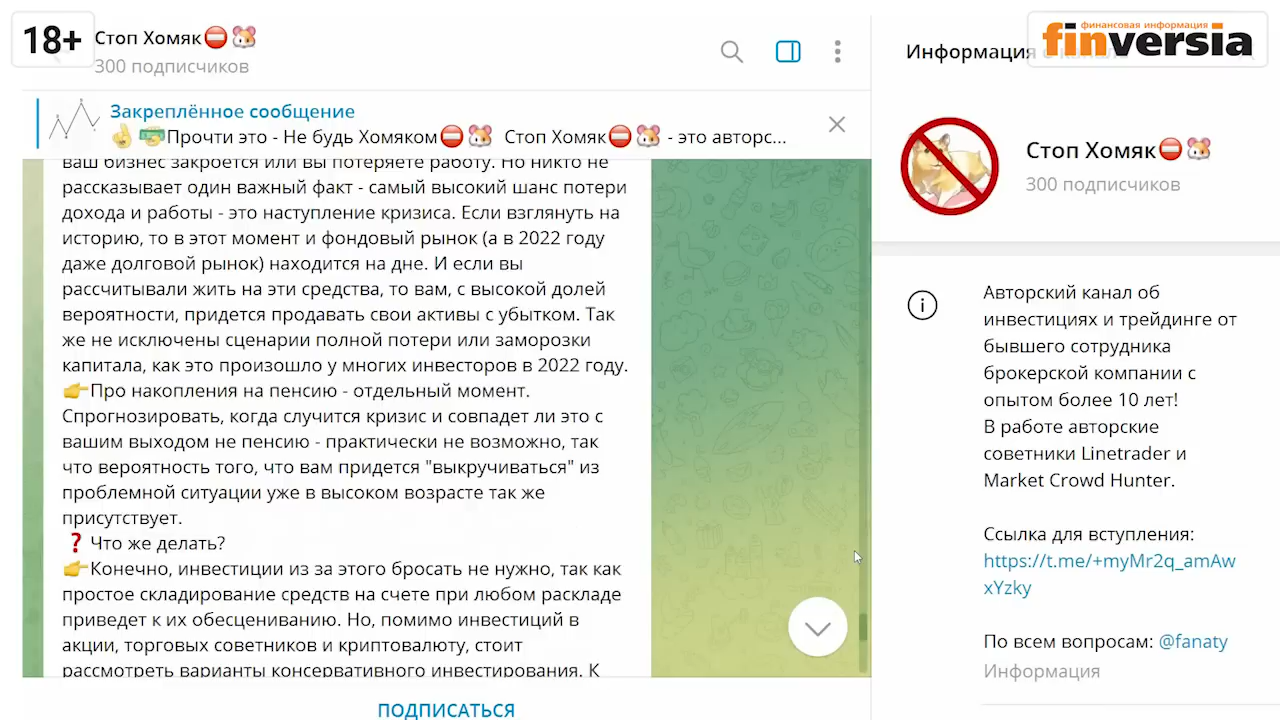 18+
Стоп Хомяк⛔🐹
300 подписчиков
Закреплённое сообщение
🤞💵Прочти это - Не будь Хомяком⛔🐹 Стоп Хомяк⛔🐹 - это авторс...
ваш бизнес закроется или вы потеряете работу. Но никто не
рассказывает один важный факт - самый высокий шанс потери
дохода и работы - это наступление кризиса. Если взглянуть на
историю, то в этот момент и фондовый рынок (а в 2022 году
даже долговой рынок) находится на дне. И если вы
рассчитывали жить на эти средства, то вам, с высокой долей
вероятности, придется продавать свои активы с убытком. Так
же не исключены сценарии полной потери или заморозки
капитала, как это произошло у многих инвесторов в 2022 году.
👉Про накопления на пенсию - отдельный момент.
Спрогнозировать, когда случится кризис и совпадет ли это с
вашим выходом не пенсию - практически не возможно, так
что вероятность того, что вам придется "выкручиваться" из
проблемной ситуации уже в высоком возрасте так же
присутствует.
❓ Что же делать?
👉Конечно, инвестиции из за этого бросать не нужно, так как
простое складирование средств на счете при любом раскладе
приведет к их обесцениванию. Но, помимо инвестиций в
акции, торговых советников и криптовалюту, стоит
рассмотреть варианты консервативного инвестирования. К
ПОДПИСАТЬСЯ
Информация
финансовая информация
finversia
Стоп Хомяк⛔🐹
300 подписчиков
Авторский канал об
инвестициях и трейдинге от
бывшего сотрудника
брокерской компании с
опытом более 10 лет!
В работе авторские
советники Linetrader и
Market Crowd Hunter.
Ссылка для вступления:
https://t.me/+myMr2q_amAw
xYzky
По всем вопросам: @fanaty
Информация